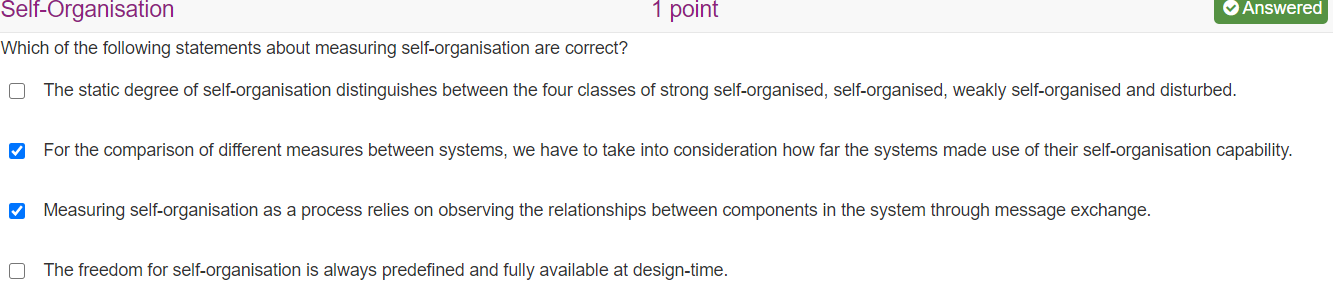 Self-Organisation 1 point Answered
Which of the following statements about measuring self-organisation are correct?
The static degree of self-organisation distinguishes between the four classes of strong self-organised, self-organised, weakly self-organised and disturbed.
For the comparison of different measures between systems, we have to take into consideration how far the systems made use of their self-organisation capability.
Measuring self-organisation as a process relies on observing the relationships between components in the system through message exchange.
The freedom for self-organisation is always predefined and fully available at design-time.